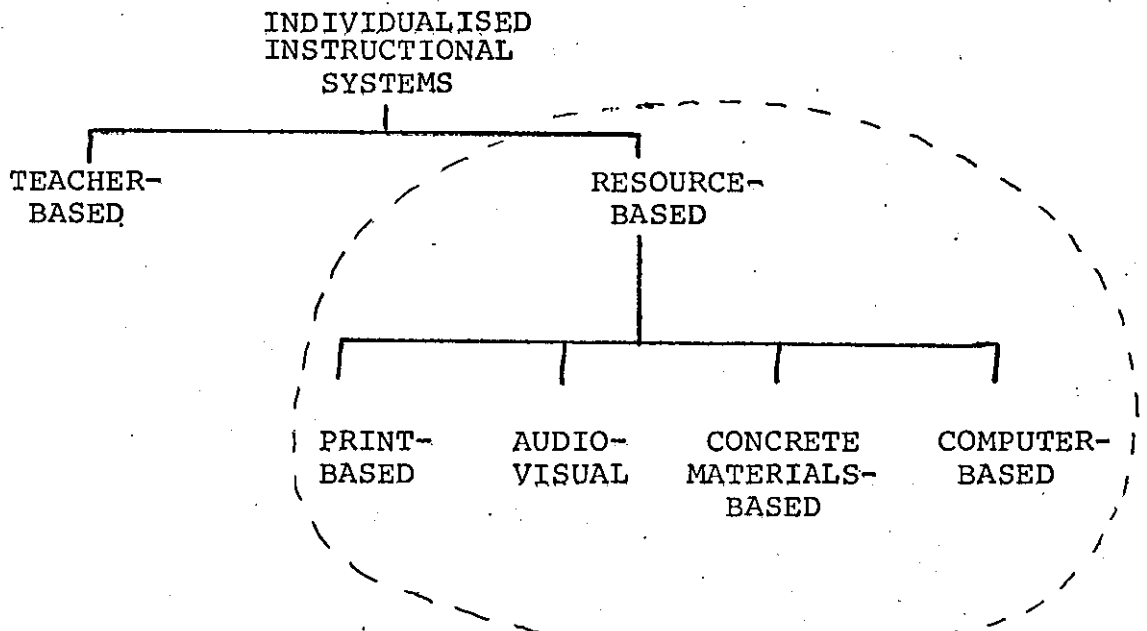 INDIVIDUALISED
INSTRUCTIONAL
SYSTEMS
TEACHER-
BASED
RESOURCE-
BASED
PRINT-
BASED
AUDIO-
VISUAL
CONCRETE
MATERIALS-
BASED
COMPUTER-
BASED